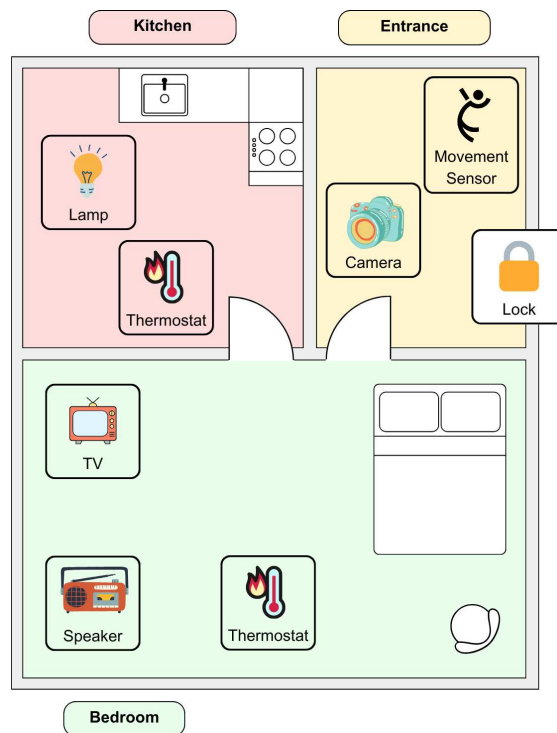 Kitchen
Entrance
Movement
Sensor
Lamp
Camera
Lock
Thermostat
TV
Speaker
Thermostat
Bedroom